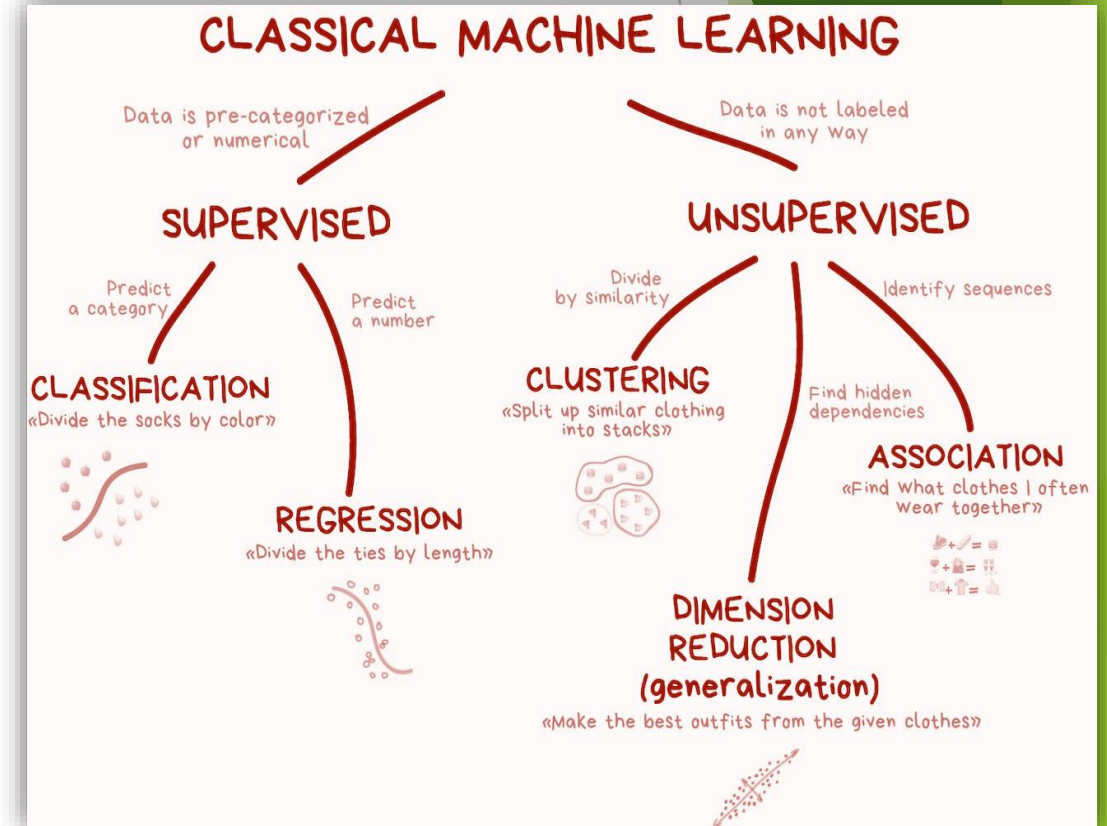 CLASSICAL MACHINE LEARNING
Data is pre-categorized
or numerical
Data is not labeled
in any way
SUPERVISED
UNSUPERVISED
Predict
a category
Predict
a number
Divide
by similarity
Identify sequences
CLASSIFICATION
«Divide the socks by color»
CLUSTERING
«Split up similar clothing
into stacks»
Find hidden
dependencies
ASSOCIATION
«Find what clothes I often
wear together»
REGRESSION
«Divide the ties by length»
+ =
+ =
+ =
DIMENSION
REDUCTION
(generalization)
«Make the best outfits from the given clothes»